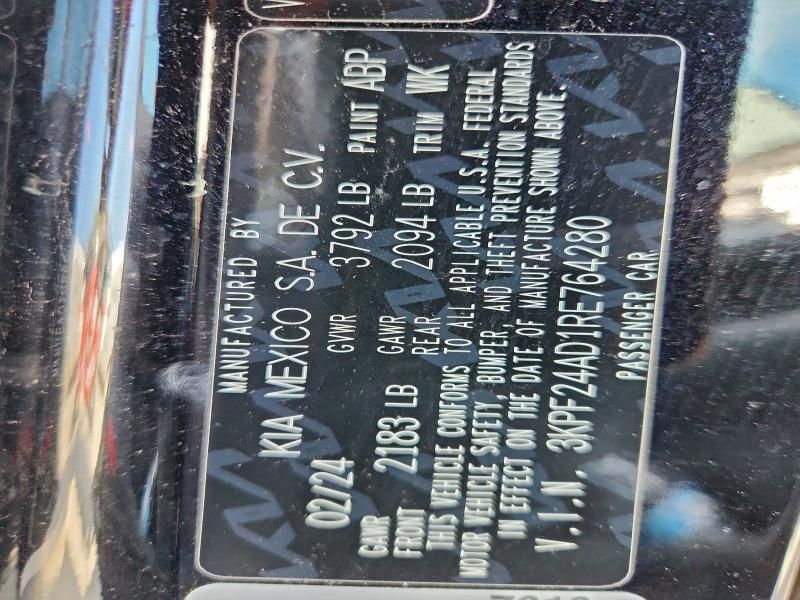 MANUFACTURED BY
KIA MEXICO S.A. DE C.V.
02/24 GVWR 3792 LB PAINT ABP
GAWR FRONT 2183 LB GAWR REAR 2094 LB TRIM WK
THIS VEHICLE CONFORMS TO ALL APPLICABLE U.S.A. FEDERAL
MOTOR VEHICLE SAFETY, BUMPER, AND THEFT PREVENTION STANDARDS
IN EFFECT ON THE DATE OF MANUFACTURE SHOWN ABOVE.
V.I.N. 3KPF24AD1RE764280
PASSENGER CAR.